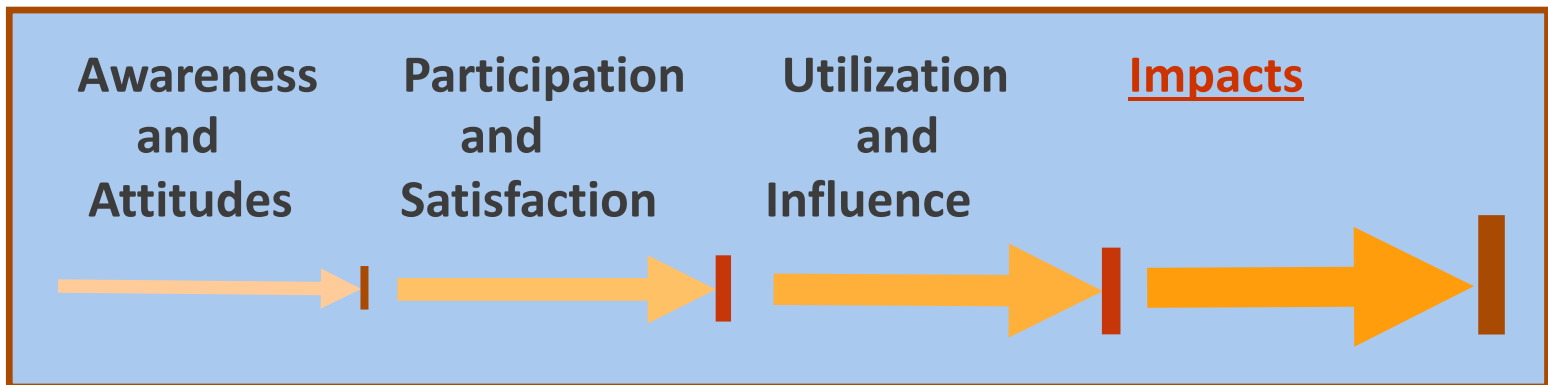 Awareness Participation Utilization Impacts
and and and
Attitudes Satisfaction Influence